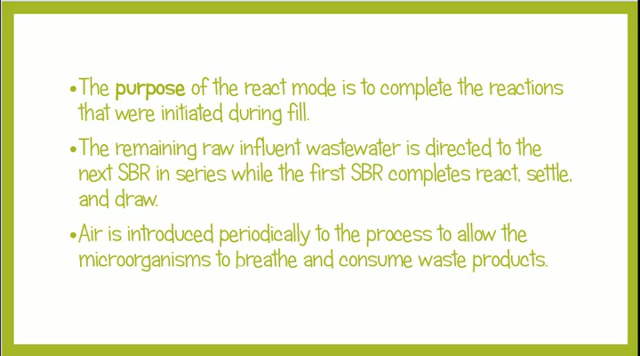 •The purpose of the react mode is to complete the reactions
that were initiated during fill.
•The remaining raw influent wastewater is directed to the
next SBR in series while the first SBR completes react, settle,
and draw.
•Air is introduced periodically to the process to allow the
microorganisms to breathe and consume waste products.